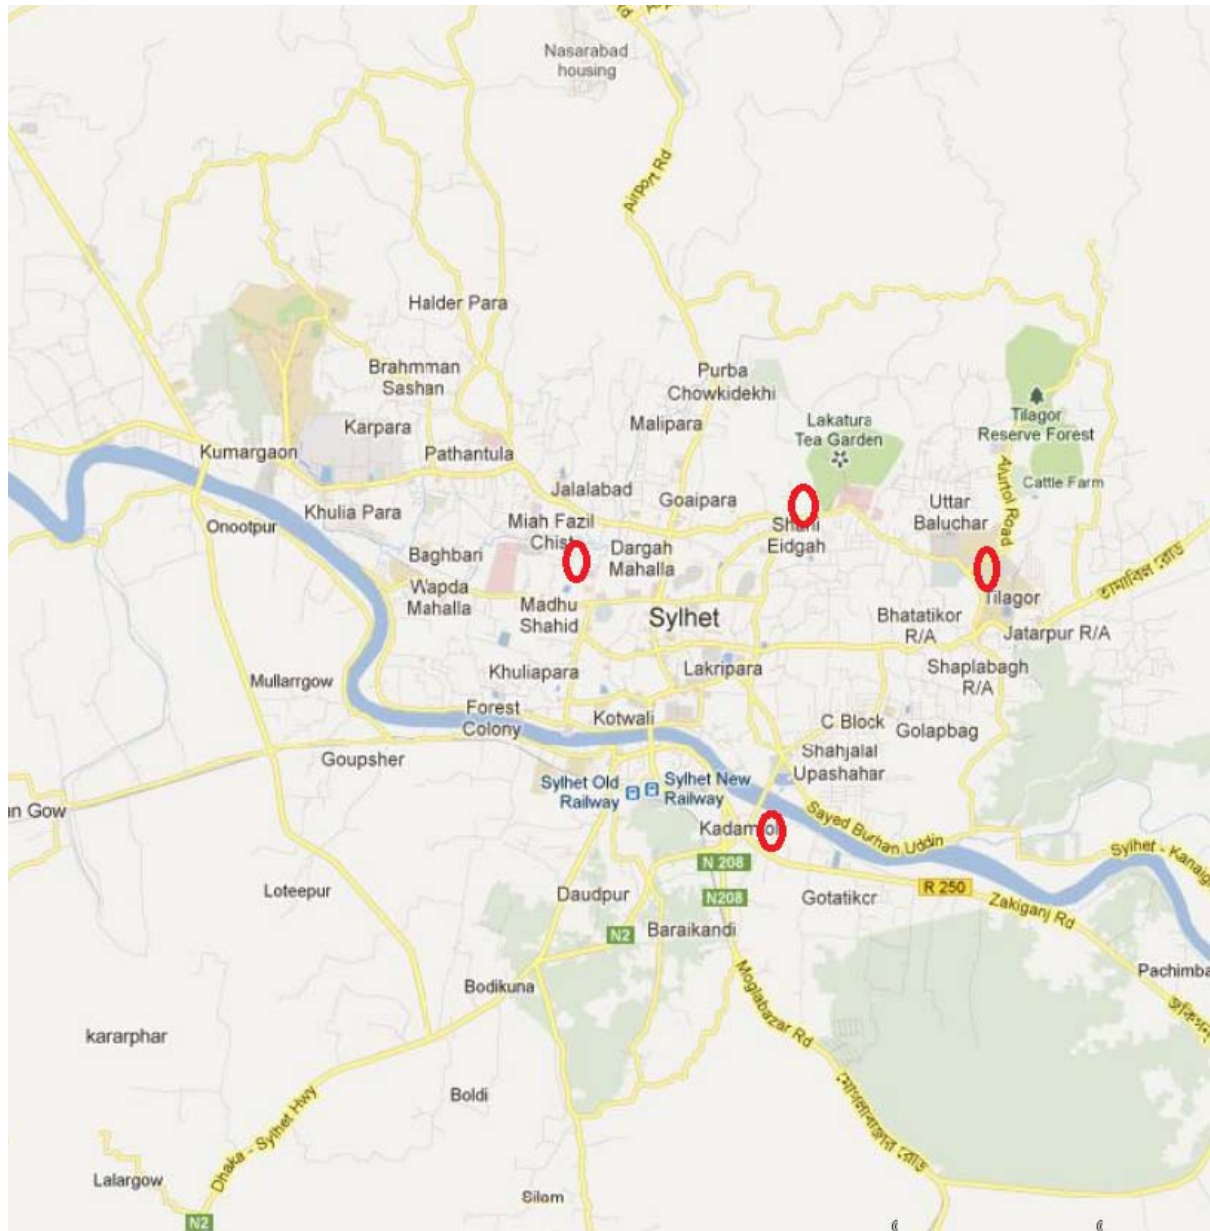 Nasarabad
housing
Airport Rd
Halder Para
Brahmman
Sashan
Purba
Chowkidekhi
Karpara
Malipara
Lakatura
Tea Garden
Tilagor
Reserve Forest
Kumargaon
Pathantula
Cattle Farm
Jalalabad
Goaipara
Uttar
Baluchar
Road
Khulia Para
Onootpur
Miah Fazil
Chist
Shahi
Eidgah
Baghbari
Dargah
Mahalla
তামাবিল রোড
Wapda
Mahalla
Madhu
Shahid
Sylhet
Tilagor
Bhatatikor
R/A
Jatarpur R/A
Khuliapara
Lakripara
Shaplabagh
R/A
Mullarrgow
Forest
Colony
Kotwali
C Block
Golapbag
Goupsher
Shahjalal
Upashahar
Sylhet Old
Railway
Sylhet New
Railway
n Gow
Sayed Burhan Uddin
N 208
Sylhet - Kanaig
Loteepur
Daudpur
N208
Gotatikcr
R 250
Zakiganj Rd
N2
Baraikandi
Pachimba
Bodikuna
Moglabazar Rd
kararphar
Boldi
Dhaka - Sylhet Hwy
মোগলাবাজার রোড
Lalargow
Silam
N2